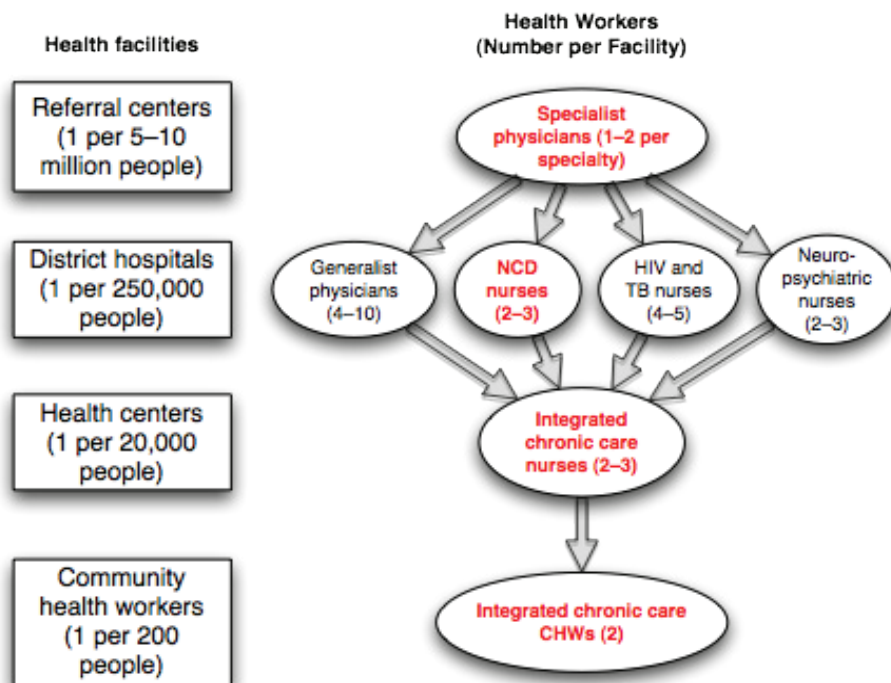 Health facilities
Health Workers
(Number per Facility)
Referral centers
(1 per 5–10
million people)
Specialist
physicians (1–2 per
specialty)
District hospitals
(1 per 250,000
people)
Generalist
physicians
(4–10)
NCD
nurses
(2–3)
HIV and
TB nurses
(4–5)
Neuro-
psychiatric
nurses
(2–3)
Health centers
(1 per 20,000
people)
Integrated
chronic care
nurses (2–3)
Community
health workers
(1 per 200
people)
Integrated chronic care
CHWs (2)